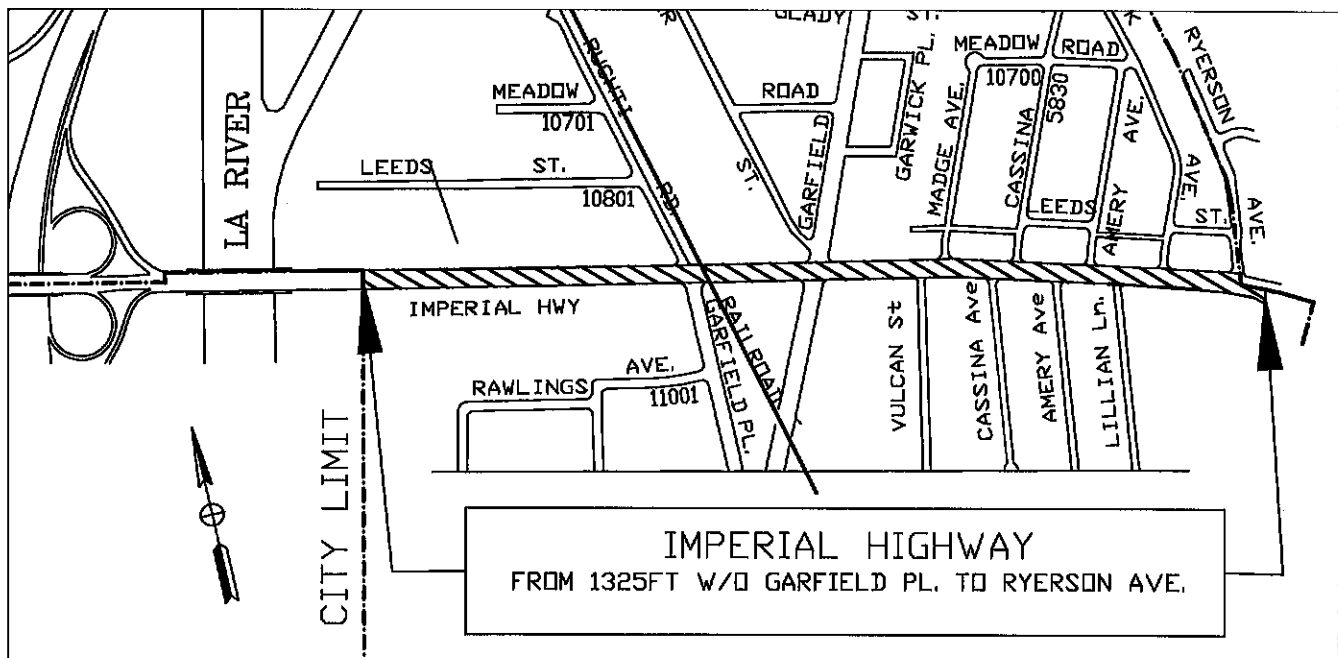 GLADY ST.
RYERSON
MEADOW ROAD
10700
MEADOW ROAD
10701
GARWICK PL.
LA RIVER
RUCHTI RD.
ST.
GARFIELD
MADGE AVE.
CASSINA
5830
AVE.
AMERY
AVE.
AVE.
LEEDS ST.
10801
LEEDS ST.
IMPERIAL HWY
RAILROAD
GARFIELD PL.
VULCAN St
CASSINA Ave
AMERY Ave
LILLIAN Ln.
RAWLINGS AVE.
11001
CITY LIMIT
IMPERIAL HIGHWAY
FROM 1325FT W/O GARFIELD PL. TO RYERSON AVE.